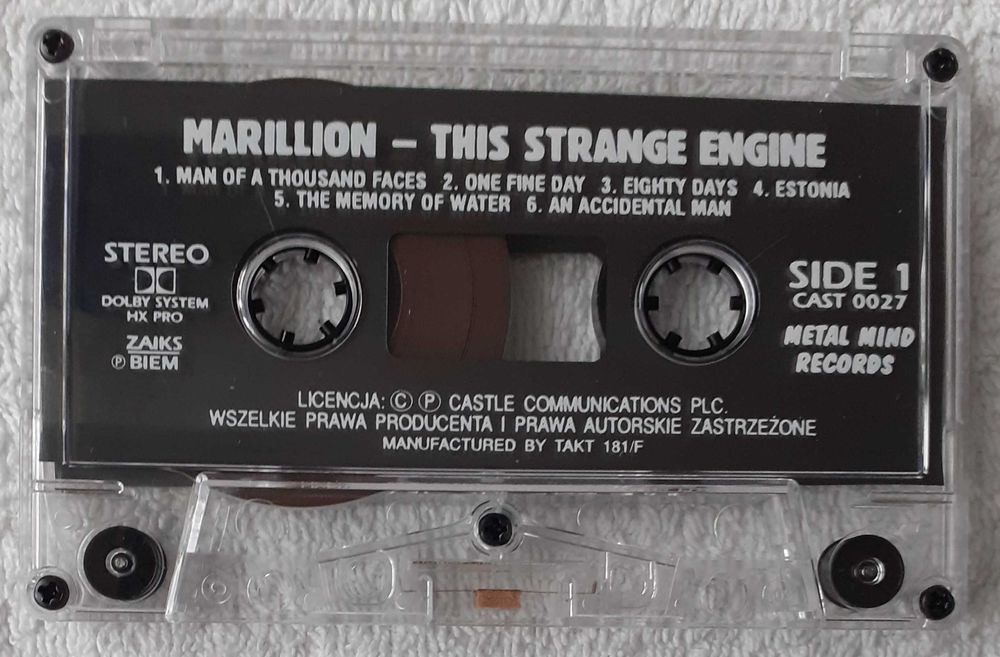 MARILLION – THIS STRANGE ENGINE
1. MAN OF A THOUSAND FACES 2. ONE FINE DAY 3. EIGHTY DAYS 4. ESTONIA
5. THE MEMORY OF WATER 6. AN ACCIDENTAL MAN
STEREO
DOLBY SYSTEM
HX PRO
ZAIKS
Ⓟ BIEM
SIDE 1
CAST 0027
METAL MIND
RECORDS
LICENCJA: © Ⓟ CASTLE COMMUNICATIONS PLC.
WSZELKIE PRAWA PRODUCENTA I PRAWA AUTORSKIE ZASTRZEŻONE
MANUFACTURED BY TAKT 181/F